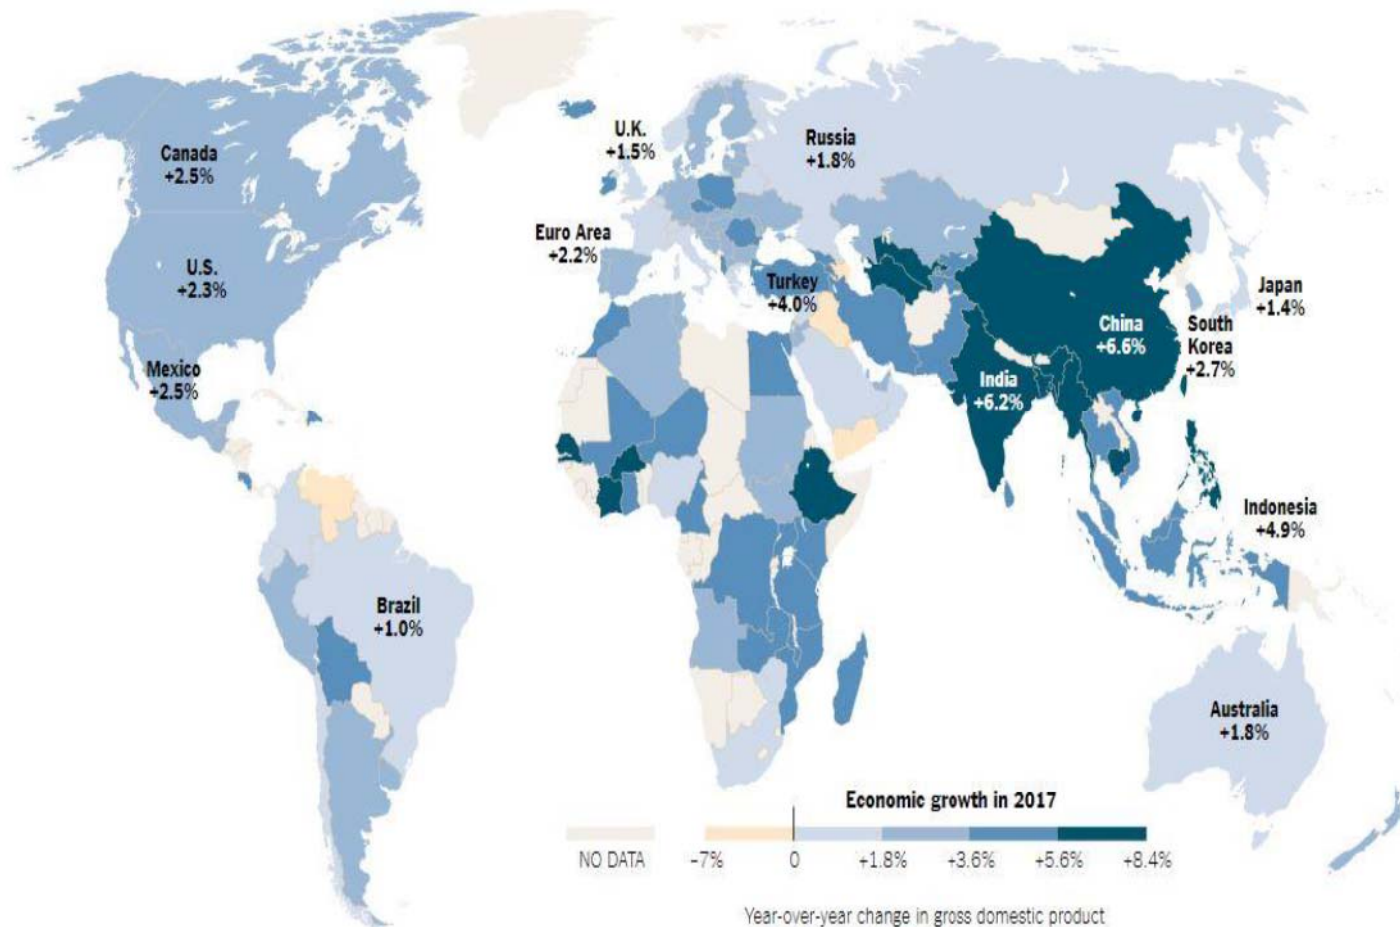 Canada
+2.5%
U.S.
+2.3%
Mexico
+2.5%
Brazil
+1.0%
U.K.
+1.5%
Euro Area
+2.2%
Russia
+1.8%
Turkey
+4.0%
China
+6.6%
India
+6.2%
Japan
+1.4%
South
Korea
+2.7%
Indonesia
+4.9%
Australia
+1.8%
Economic growth in 2017
NO DATA
-7%
0
+1.8%
+3.6%
+5.6%
+8.4%
Year-over-year change in gross domestic product